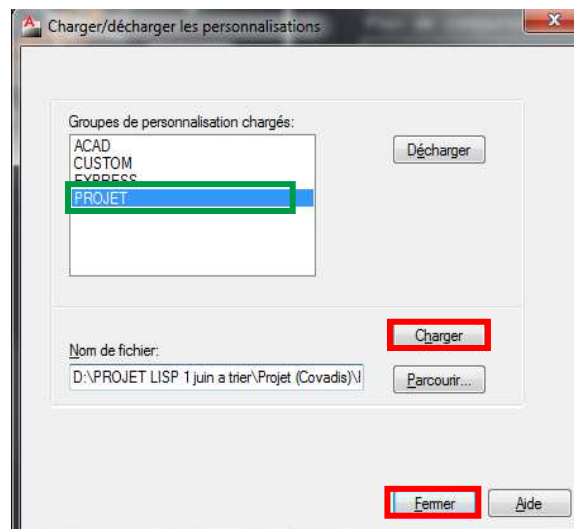 Charger/décharger les personnalisations
Groupes de personnalisation chargés:
ACAD
CUSTOM
EXPRESS
PROJET
Décharger
Charger
Nom de fichier:
D:\PROJET LISP 1 juin a trier\Projet (Covadis)\
Parcourir...
Fermer
Aide